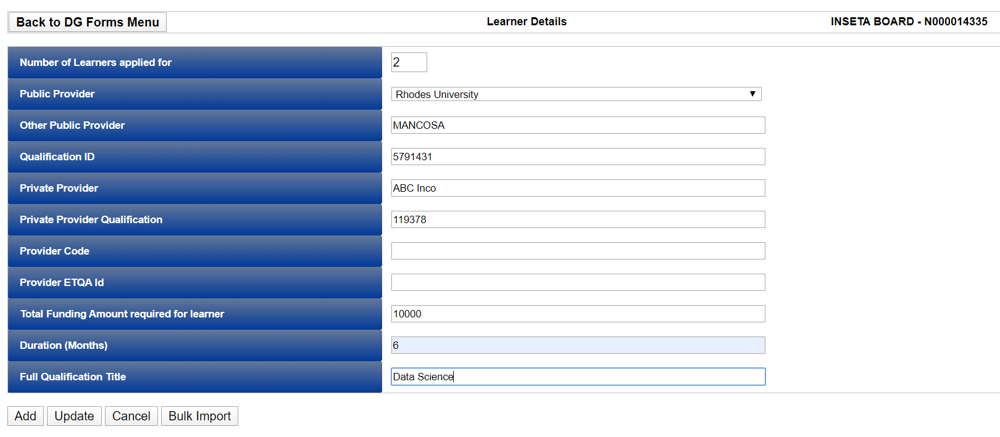 Back to DG Forms Menu
Learner Details
INSETA BOARD - N000014335
Number of Learners applied for
2
Public Provider
Rhodes University
Other Public Provider
MANCOSA
Qualification ID
5791431
Private Provider
ABC Inco
Private Provider Qualification
119378
Provider Code
Provider ETQA Id
Total Funding Amount required for learner
10000
Duration (Months)
6
Full Qualification Title
Data Science
Add
Update
Cancel
Bulk Import